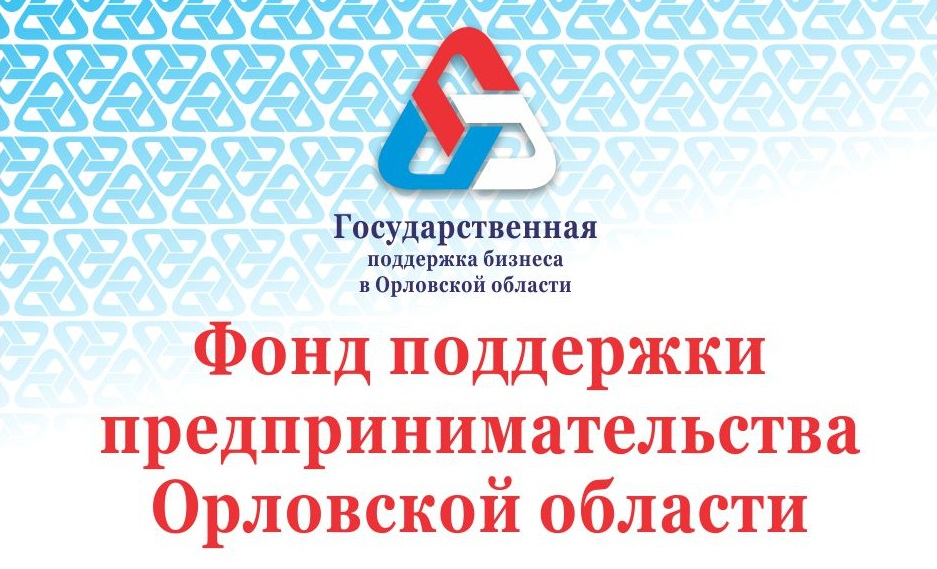 Государственная
поддержка бизнеса
в Орловской области
Фонд поддержки
предпринимательства
Орловской области